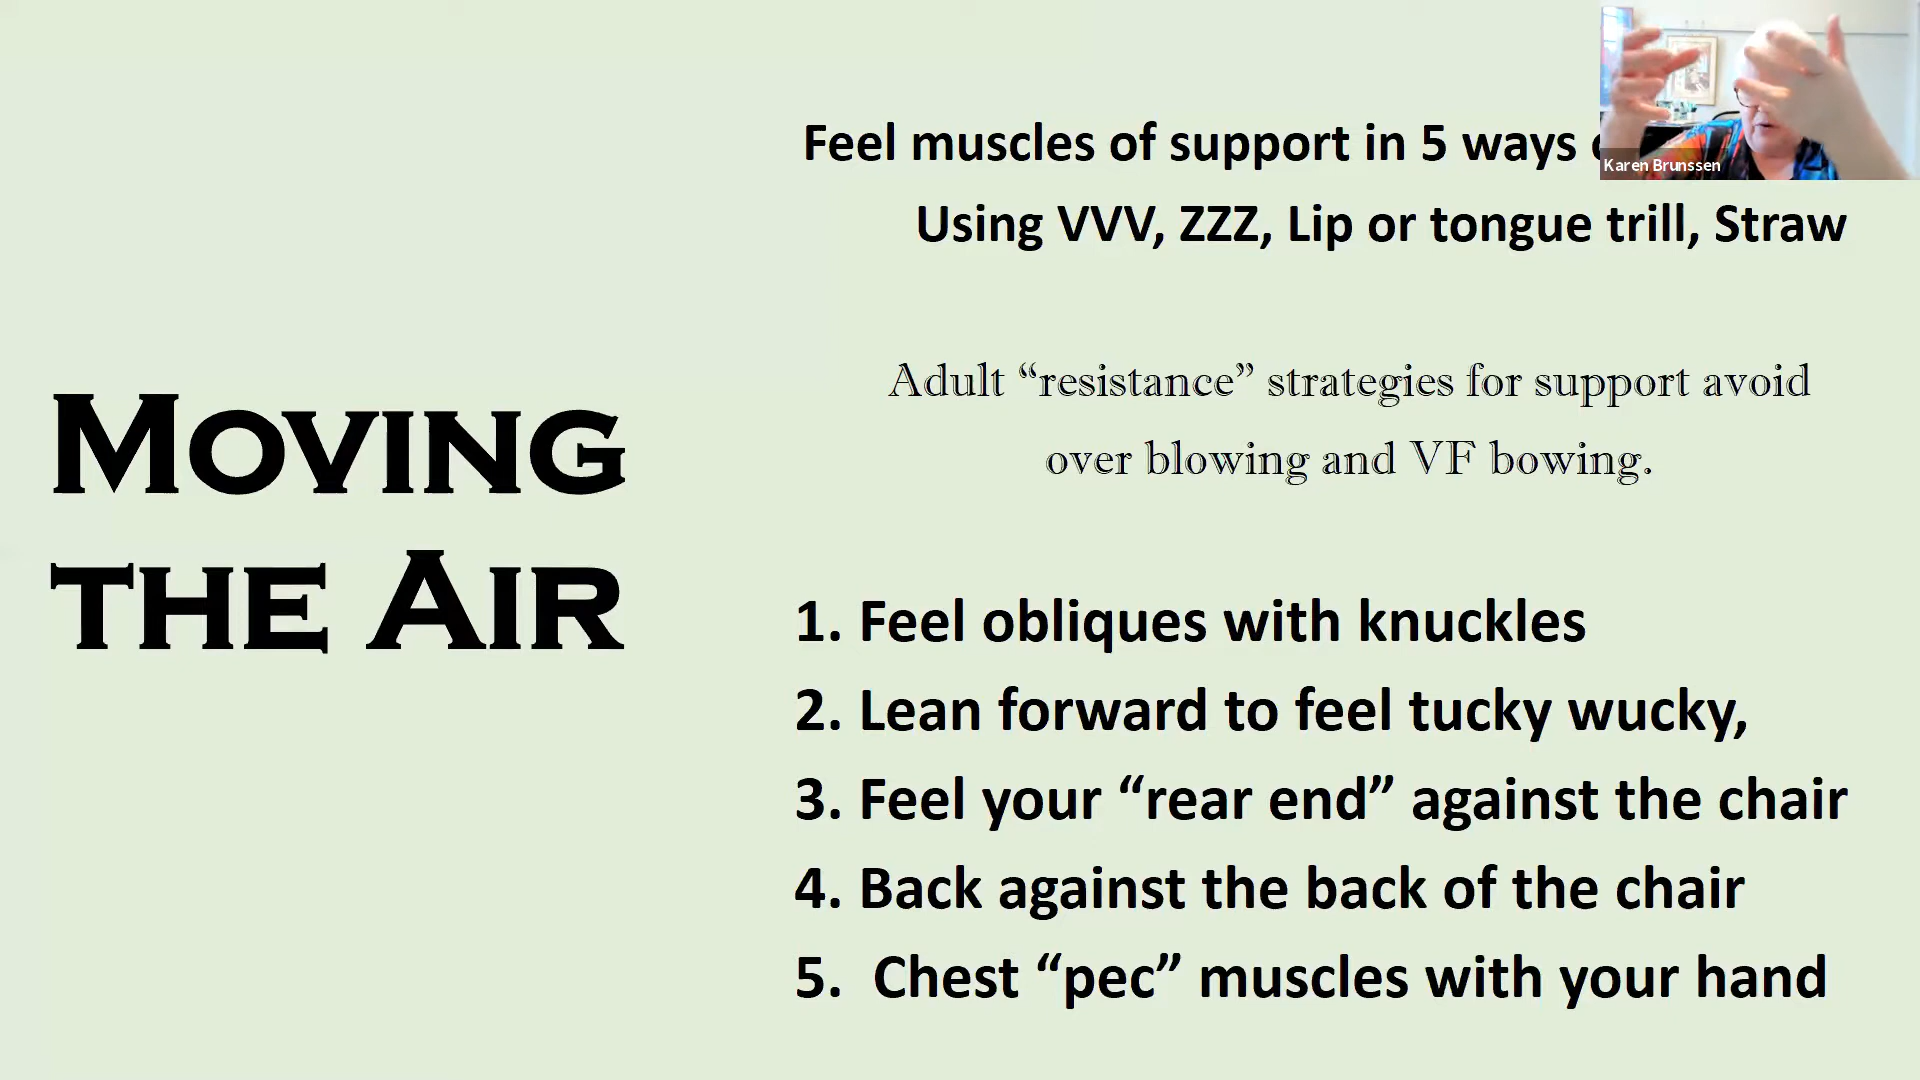 MOVING
THE AIR
Feel muscles of support in 5 ways
Using VVV, ZZZ, Lip or tongue trill, Straw
Adult “resistance” strategies for support avoid
over blowing and VF bowing.
1. Feel obliques with knuckles
2. Lean forward to feel tucky wucky,
3. Feel your “rear end” against the chair
4. Back against the back of the chair
5. Chest “pec” muscles with your hand
Karen Brunssen